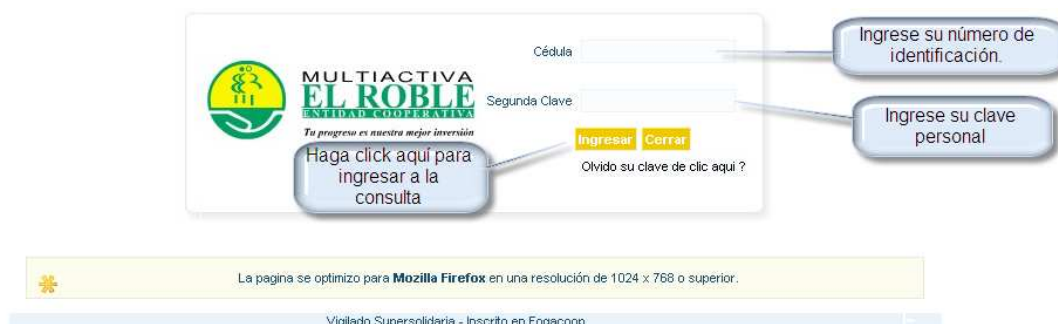 Cédula
Ingrese su número de
identificación.
MULTIACTIVA
EL ROBLE
ENTIDAD COOPERATIVA
Tu progreso es nuestra mejor inversión
Segunda Clave
Ingrese su clave
personal
Ingresar Cerrar
Haga click aquí para
ingresar a la
consulta
Olvido su clave de clic aqui ?
La pagina se optimizo para Mozilla Firefox en una resolución de 1024 x 768 o superior.
Vigilado Supersolidaria - Inscrito en Fogacoop